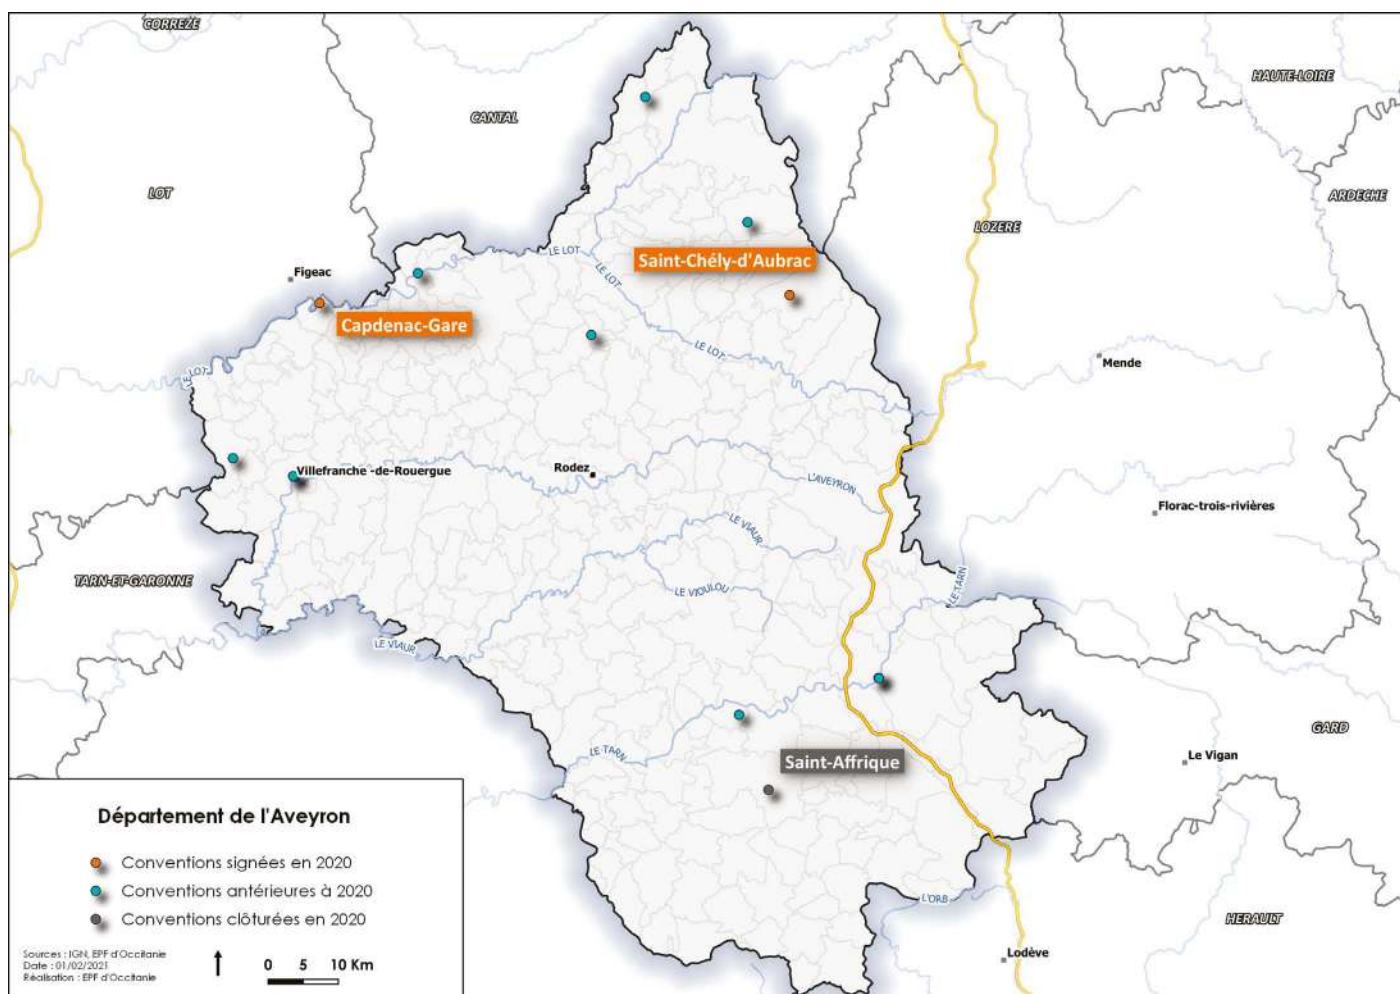 CORREZE
HAUTE-LOIRE
CANTAL
LOT
ARDECHE
LOZERE
Saint-Chély-d'Aubrac
LE LOT
LE LOT
Figeac
Capdenac-Gare
LE LOT
Mende
LE LOT
Villefranche -de-Rouergue
Rodez
L'AVEYRON
Florac-trois-rivières
LE VIAUR
TARN-ET-GARONNE
LE VIOULOU
LE TARN
LE VIAUR
GARD
LE TARN
Saint-Affrique
Le Vigan
Département de l'Aveyron
Conventions signées en 2020
Conventions antérieures à 2020
Conventions clôturées en 2020
L'ORB
HERAULT
Lodève
Sources : IGN, EPF d'Occitanie
Date : 01/02/2021
Réalisation : EPF d'Occitanie
0 5 10 Km